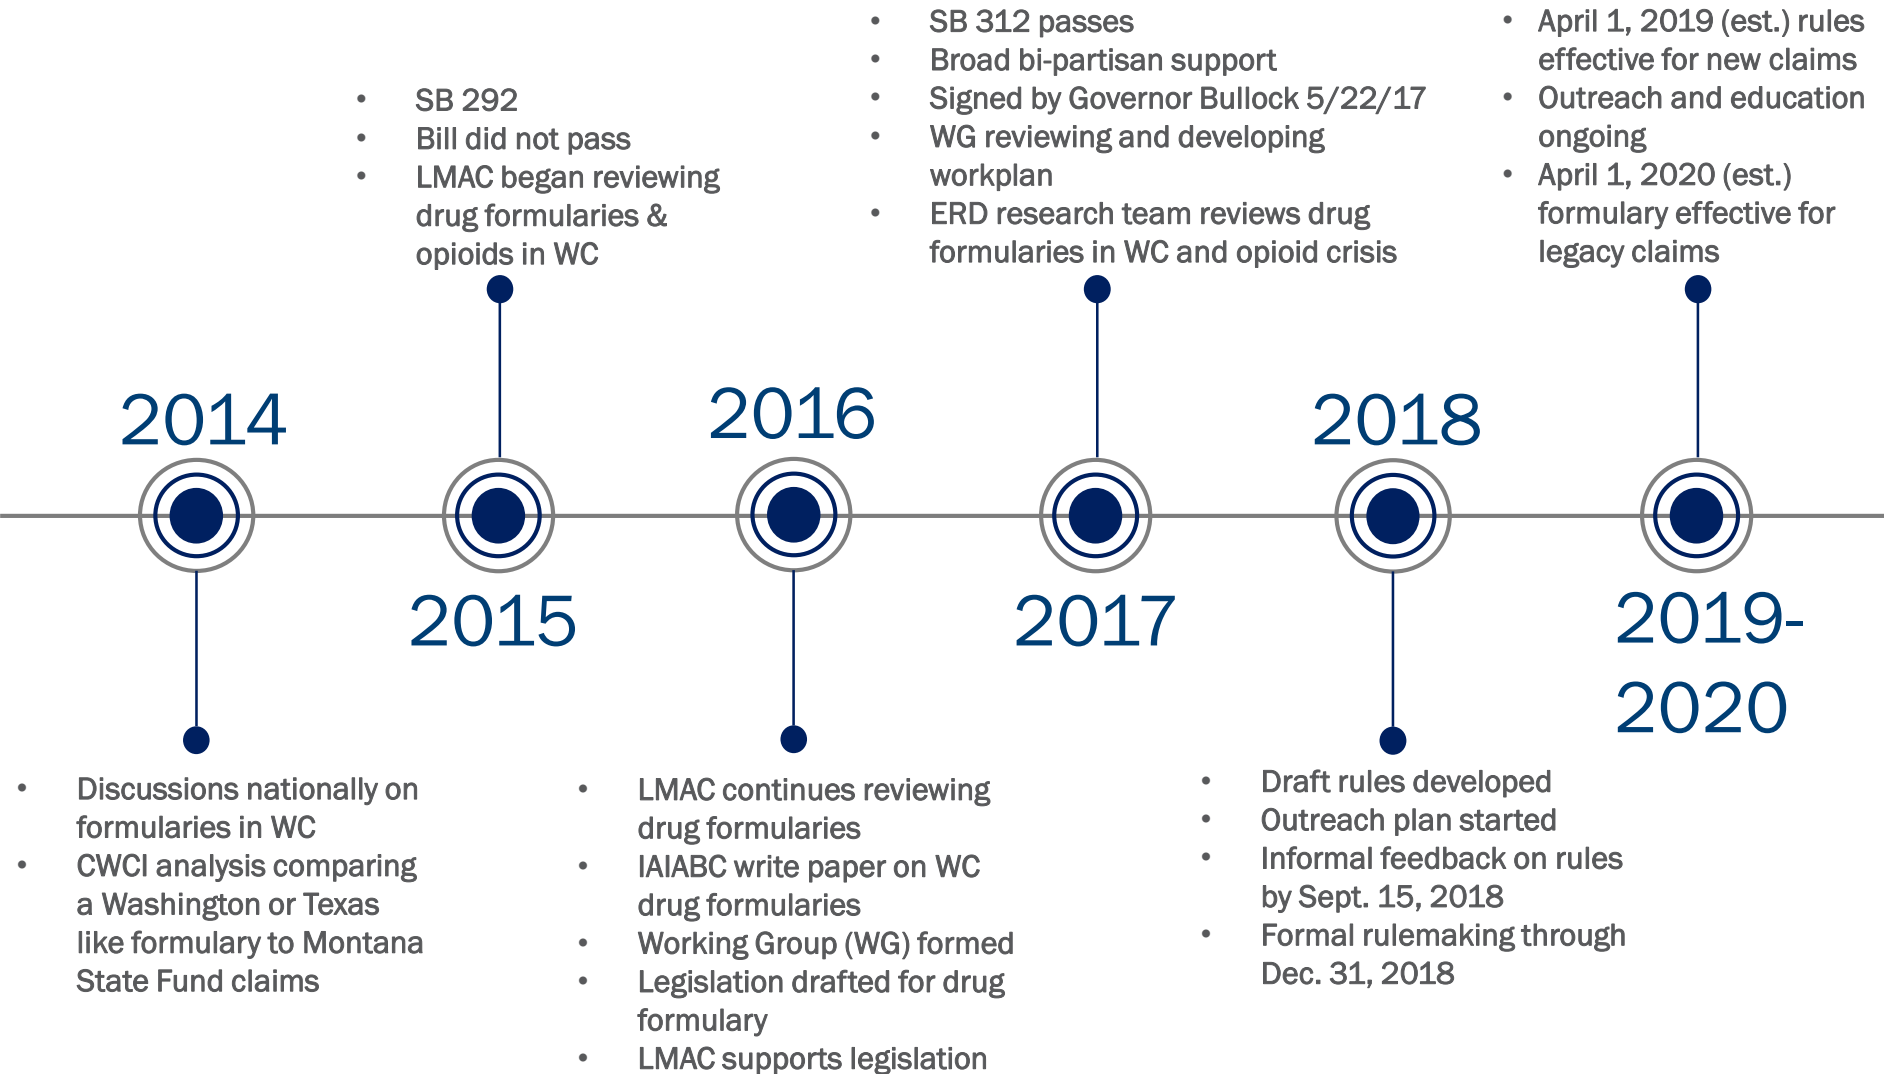 2014
• Discussions nationally on
formularies in WC
• CWCI analysis comparing
a Washington or Texas
like formulary to Montana
State Fund claims
• SB 292
• Bill did not pass
• LMAC began reviewing
drug formularies &
opioids in WC
2015
2016
• LMAC continues reviewing
drug formularies
• IAIABC write paper on WC
drug formularies
• Working Group (WG) formed
• Legislation drafted for drug
formulary
• LMAC supports legislation
• SB 312 passes
• Broad bi-partisan support
• Signed by Governor Bullock 5/22/17
• WG reviewing and developing
workplan
• ERD research team reviews drug
formularies in WC and opioid crisis
2017
2018
• Draft rules developed
• Outreach plan started
• Informal feedback on rules
by Sept. 15, 2018
• Formal rulemaking through
Dec. 31, 2018
• April 1, 2019 (est.) rules
effective for new claims
• Outreach and education
ongoing
• April 1, 2020 (est.)
formulary effective for
legacy claims
2019-
2020